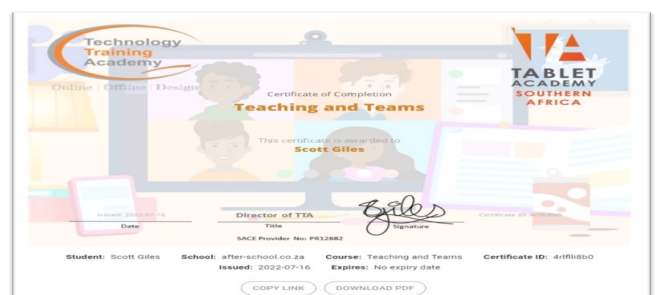 Technology
Training
Academy
Online | Offline | Design
TABLET
ACADEMY
SOUTHERN
AFRICA
Certificate of Completion
Teaching and Teams
This certificate is awarded to
Scott Giles
Issued: 2022-07-16
Date
Director of TTA
Title
SACE Provider No: PR12882
Giles
Signature
Student: Scott Giles School: after-school.co.za Course: Teaching and Teams Certificate ID: 4rlflli8b0
Issued: 2022-07-16 Expires: No expiry date
COPY LINK DOWNLOAD PDF